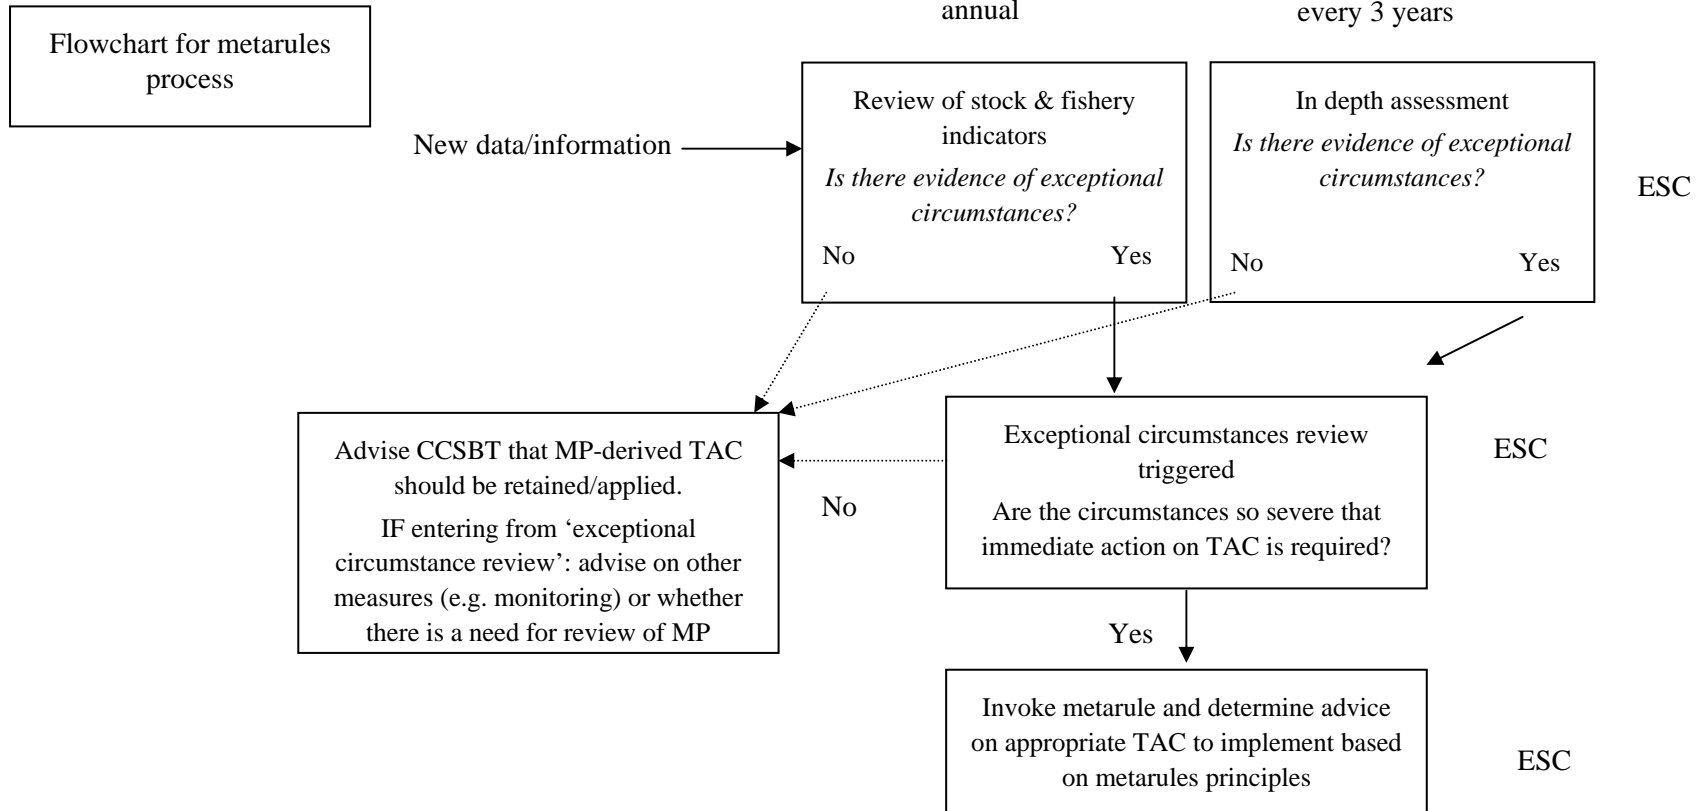 Flowchart for metarules
process
annual
every 3 years
New data/information
Review of stock & fishery
indicators
Is there evidence of exceptional
circumstances?
No
Yes
In depth assessment
Is there evidence of exceptional
circumstances?
No
Yes
ESC
Advise CCSBT that MP-derived TAC
should be retained/applied.
IF entering from ‘exceptional
circumstance review’: advise on other
measures (e.g. monitoring) or whether
there is a need for review of MP
No
Exceptional circumstances review
triggered
Are the circumstances so severe that
immediate action on TAC is required?
ESC
Yes
Invoke metarule and determine advice
on appropriate TAC to implement based
on metarules principles
ESC